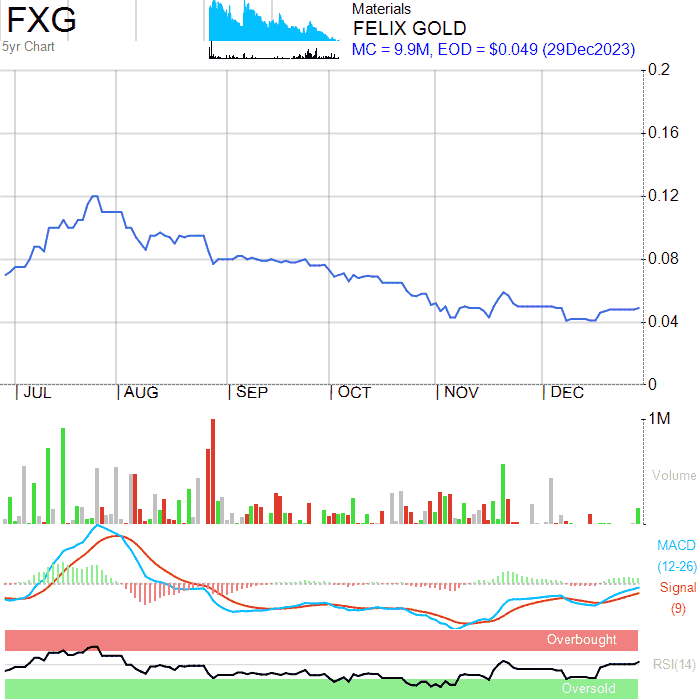 FXG
5yr Chart
Materials
FELIX GOLD
MC = 9.9M, EOD = $0.049 (29Dec2023)
0.2
0.16
0.12
0.08
0.04
0
JUL AUG SEP OCT NOV DEC
1M
Volume
MACD
(12-26)
Signal
(9)
Overbought
RSI(14)
Oversold